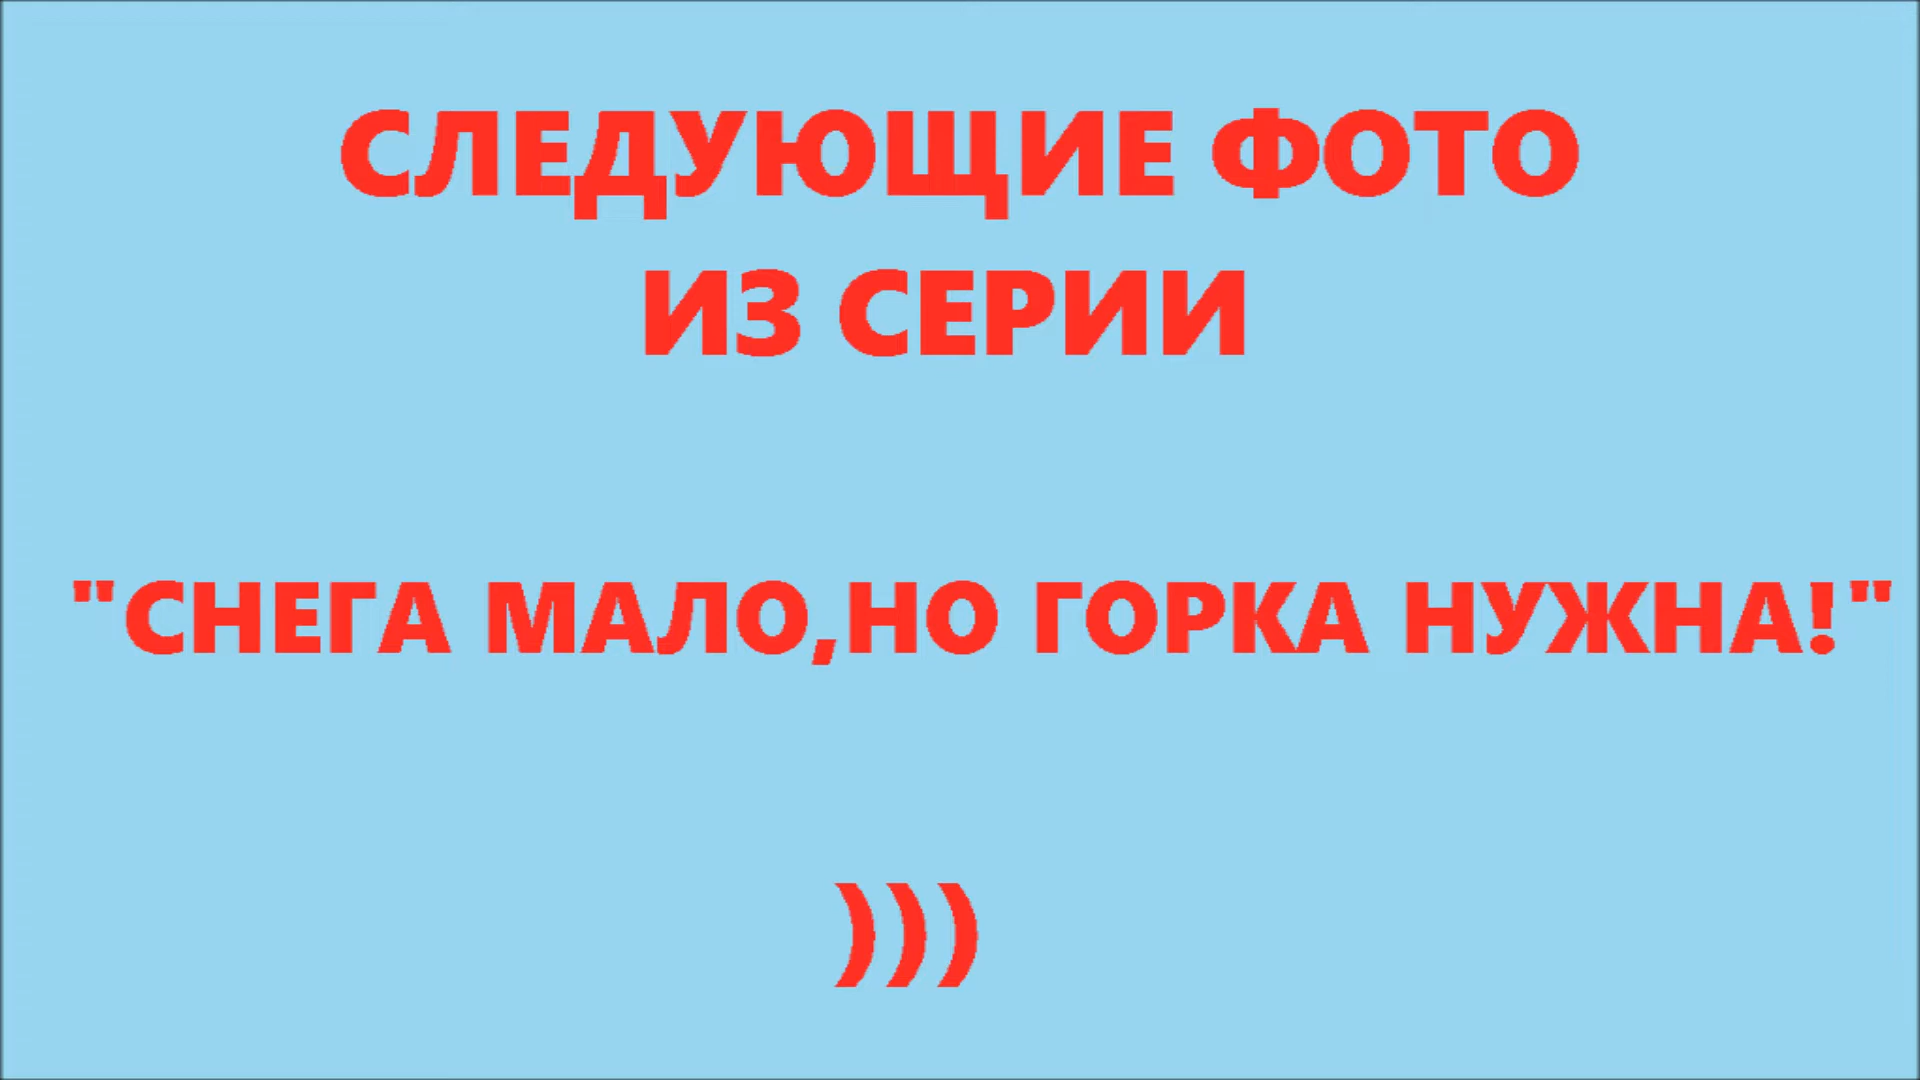 СЛЕДУЮЩИЕ ФОТО
ИЗ СЕРИИ
"СНЕГА МАЛО,НО ГОРКА НУЖНА!"
)))